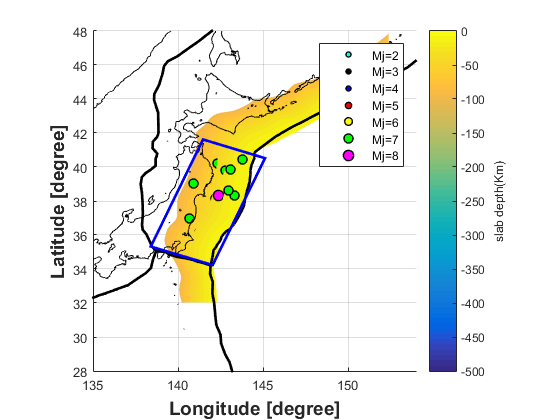 48
46
44
42
40
38
36
34
32
30
28
135
140
145
150
Latitude [degree]
Longitude [degree]
Mj=2
Mj=3
Mj=4
Mj=5
Mj=6
Mj=7
Mj=8
0
-50
-100
-150
-200
-250
-300
-350
-400
-450
-500
slab depth(Km)